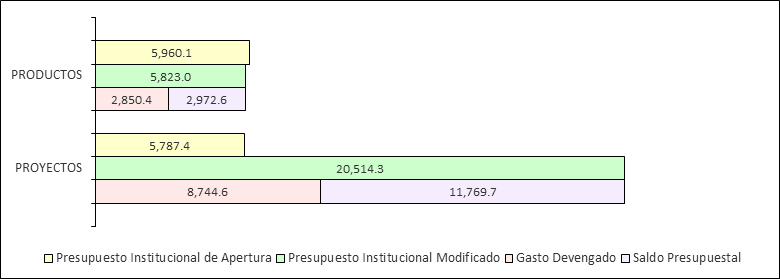 5,960.1
PRODUCTOS
5,823.0
2,850.4 2,972.6
5,787.4
PROYECTOS
20,514.3
8,744.6 11,769.7
Presupuesto Institucional de Apertura Presupuesto Institucional Modificado Gasto Devengado Saldo Presupuestal